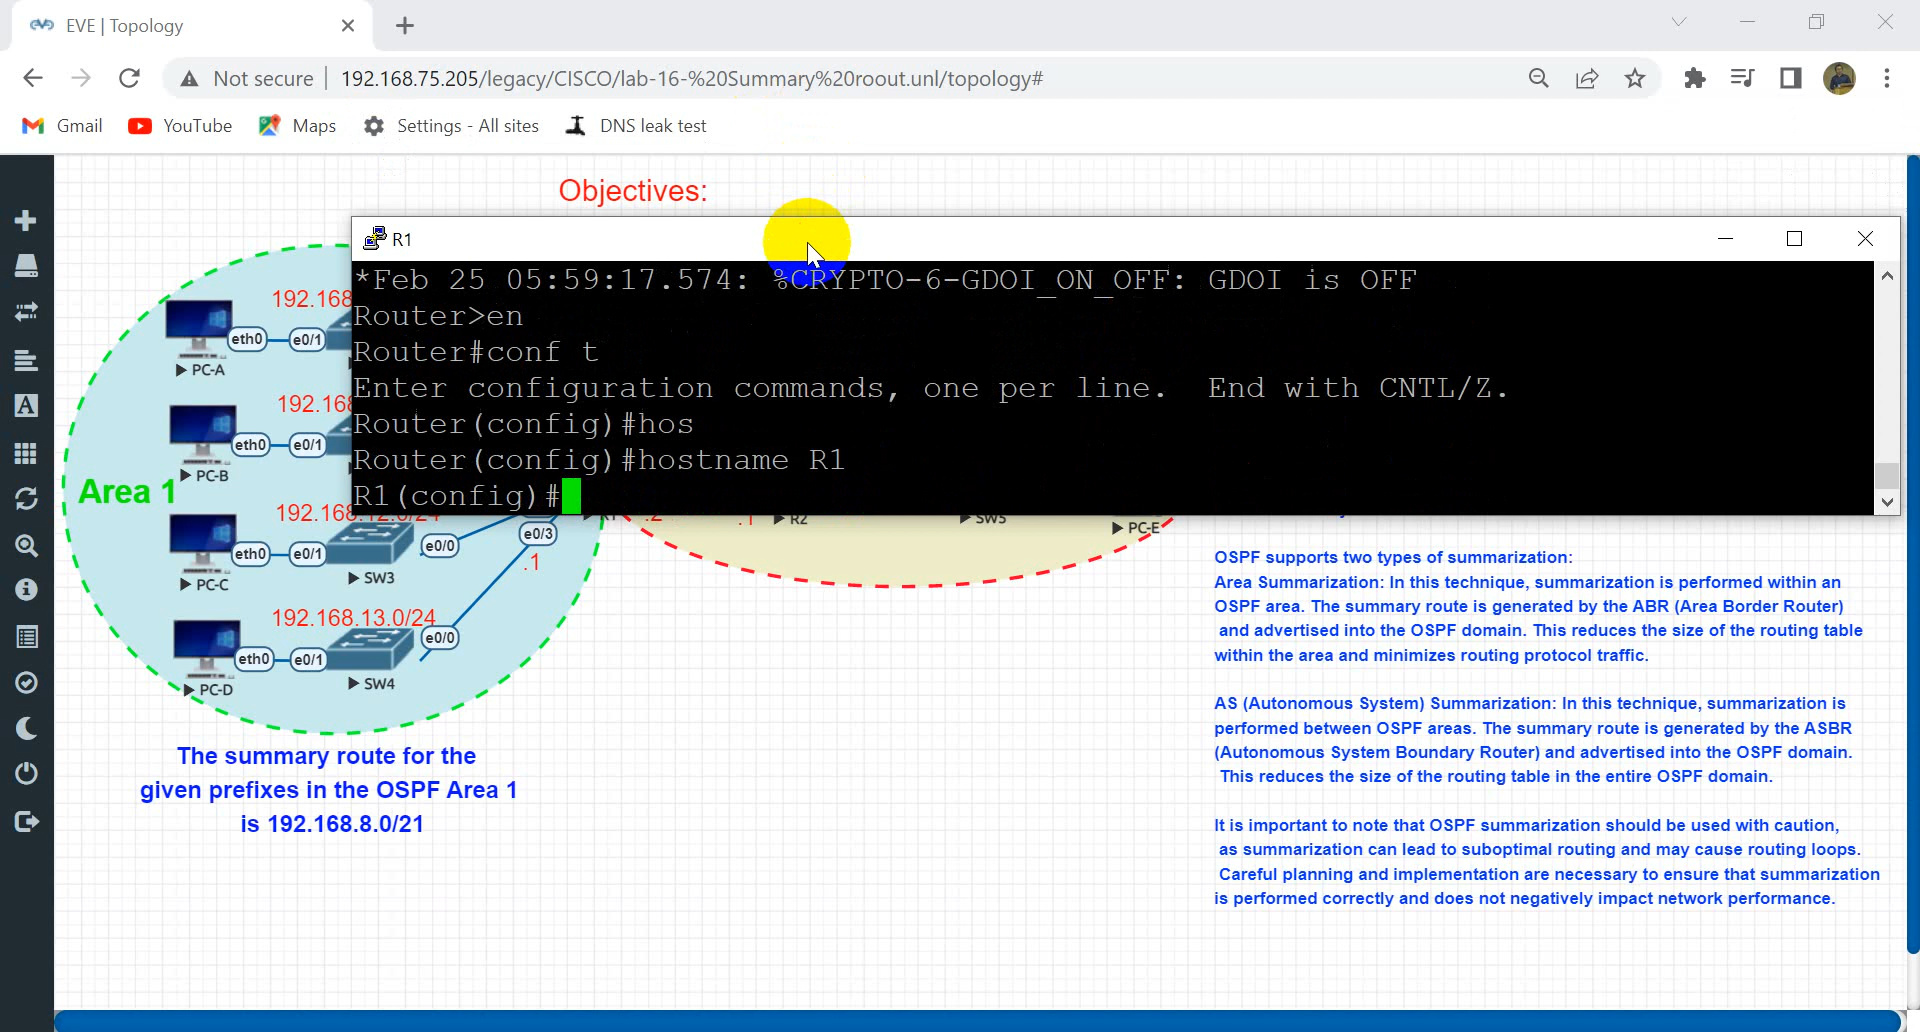 EVE | Topology
Not secure | 192.168.75.205/legacy/CISCO/lab-16-%20Summary%20roout.unl/topology#
Gmail YouTube Maps Settings - All sites DNS leak test
Objectives:
R1
*Feb 25 05:59:17.574: %CRYPTO-6-GDOI_ON_OFF: GDOI is OFF
Router>en
Router#conf t
Enter configuration commands, one per line.  End with CNTL/Z.
Router(config)#hos
Router(config)#hostname R1
R1(config)#
192.168
eth0 e0/1
PC-A
192.168
eth0 e0/1
PC-B
Area 1
192.168.12.0/24
eth0 e0/1 e0/0 e0/3
PC-C SW3
.1
192.168.13.0/24
eth0 e0/1 e0/0
PC-D SW4
R1 .2 .1 R2 SW5 PC-E
The summary route for the
given prefixes in the OSPF Area 1
is 192.168.8.0/21
OSPF supports two types of summarization:
Area Summarization: In this technique, summarization is performed within an
OSPF area. The summary route is generated by the ABR (Area Border Router)
and advertised into the OSPF domain. This reduces the size of the routing table
within the area and minimizes routing protocol traffic.
AS (Autonomous System) Summarization: In this technique, summarization is
performed between OSPF areas. The summary route is generated by the ASBR
(Autonomous System Boundary Router) and advertised into the OSPF domain.
This reduces the size of the routing table in the entire OSPF domain.
It is important to note that OSPF summarization should be used with caution,
as summarization can lead to suboptimal routing and may cause routing loops.
Careful planning and implementation are necessary to ensure that summarization
is performed correctly and does not negatively impact network performance.